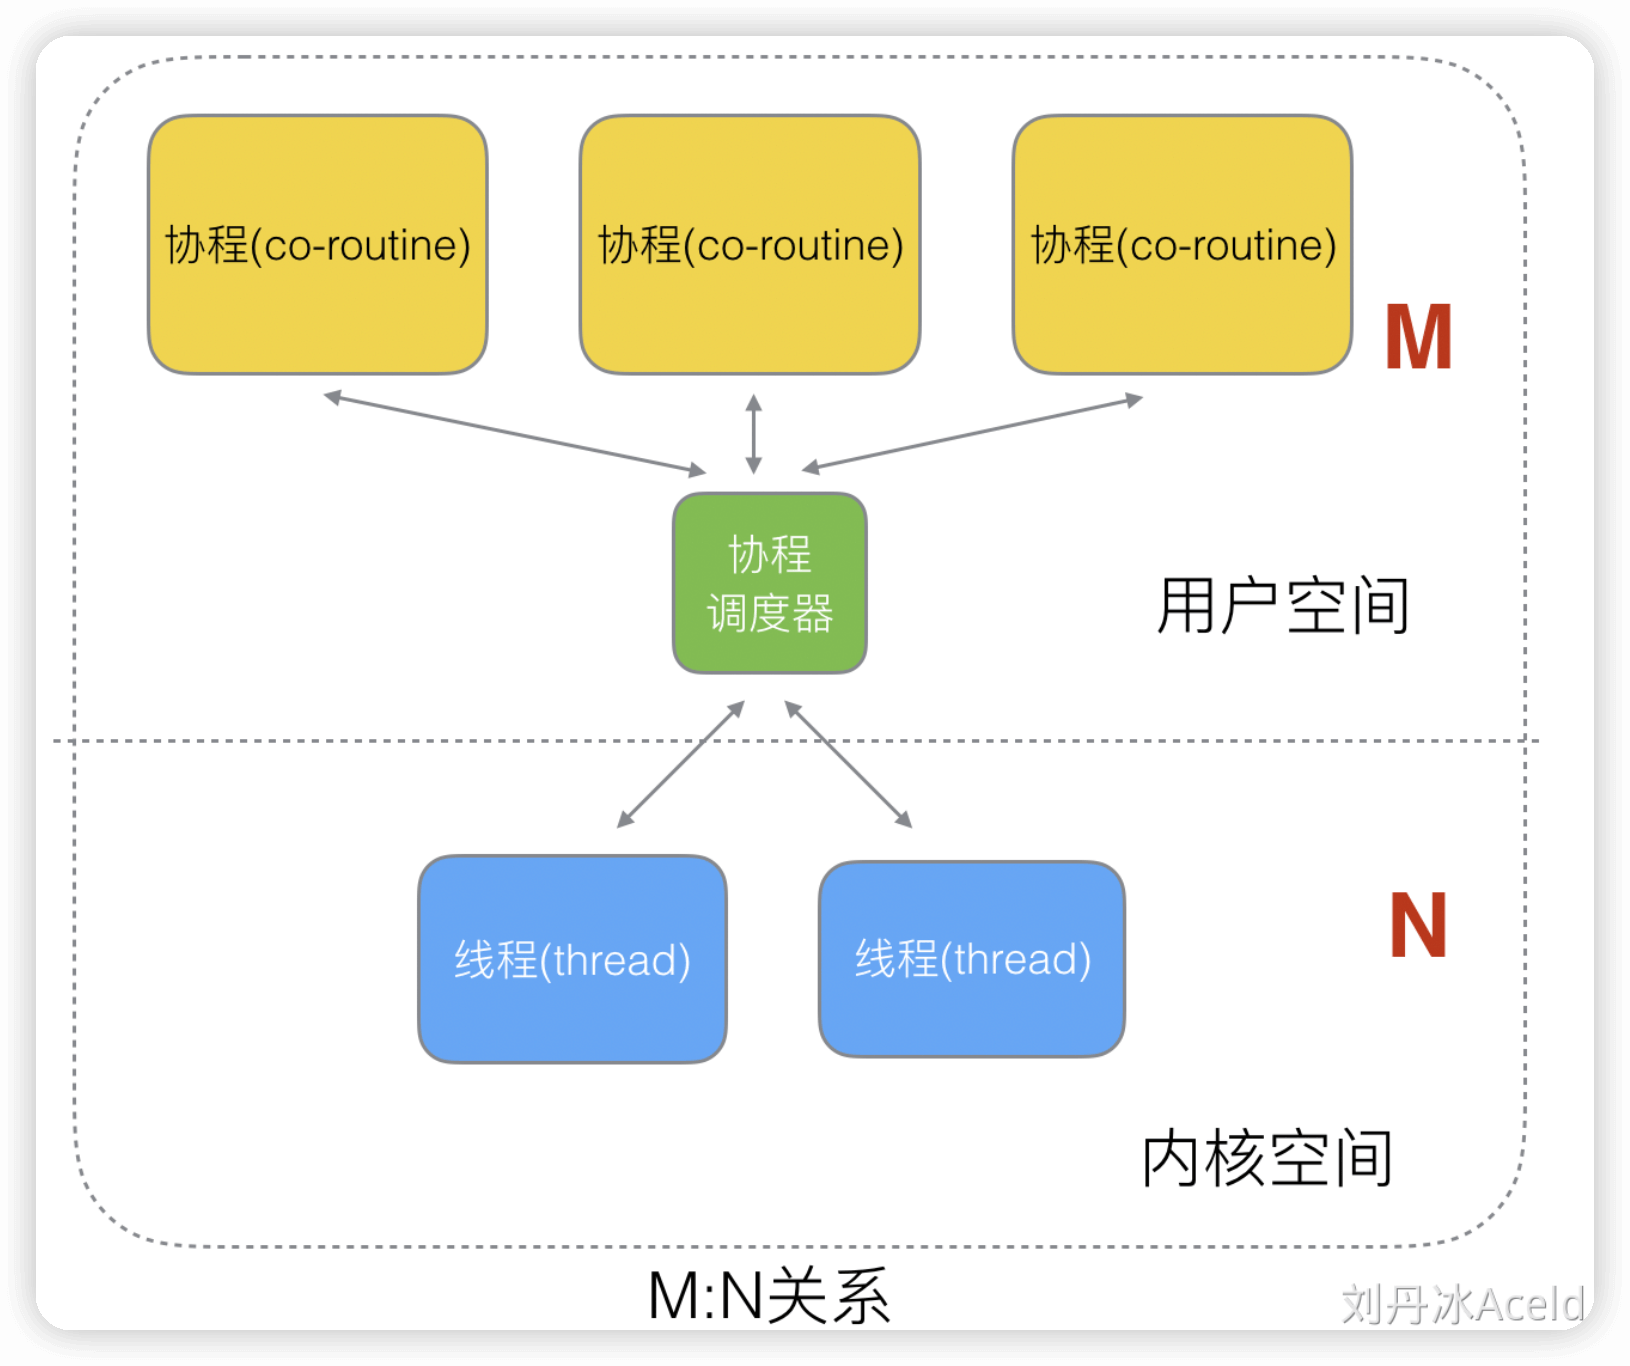 协程(co-routine)
协程(co-routine)
协程(co-routine)
M
协程
调度器
用户空间
线程(thread)
线程(thread)
N
内核空间
M:N关系
刘丹冰Aceld